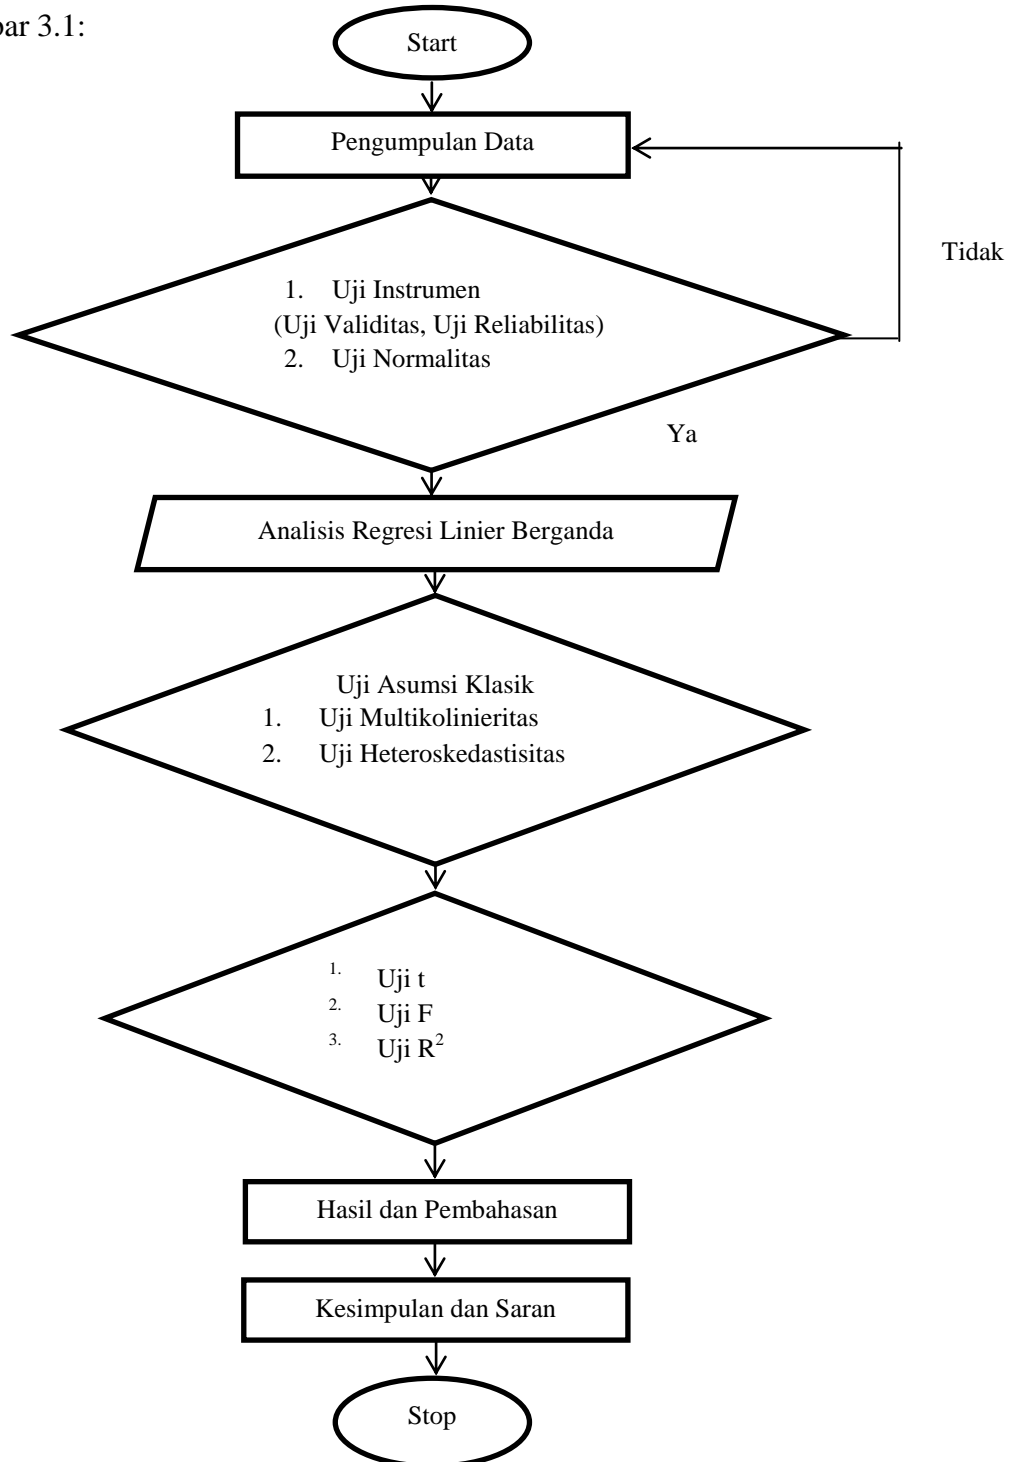 bar 3.1:
Start
Pengumpulan Data
Tidak
1. Uji Instrumen
(Uji Validitas, Uji Reliabilitas)
2. Uji Normalitas
Ya
Analisis Regresi Linier Berganda
Uji Asumsi Klasik
1. Uji Multikolinieritas
2. Uji Heteroskedastisitas
1. Uji t
2. Uji F
3. Uji R²
Hasil dan Pembahasan
Kesimpulan dan Saran
Stop